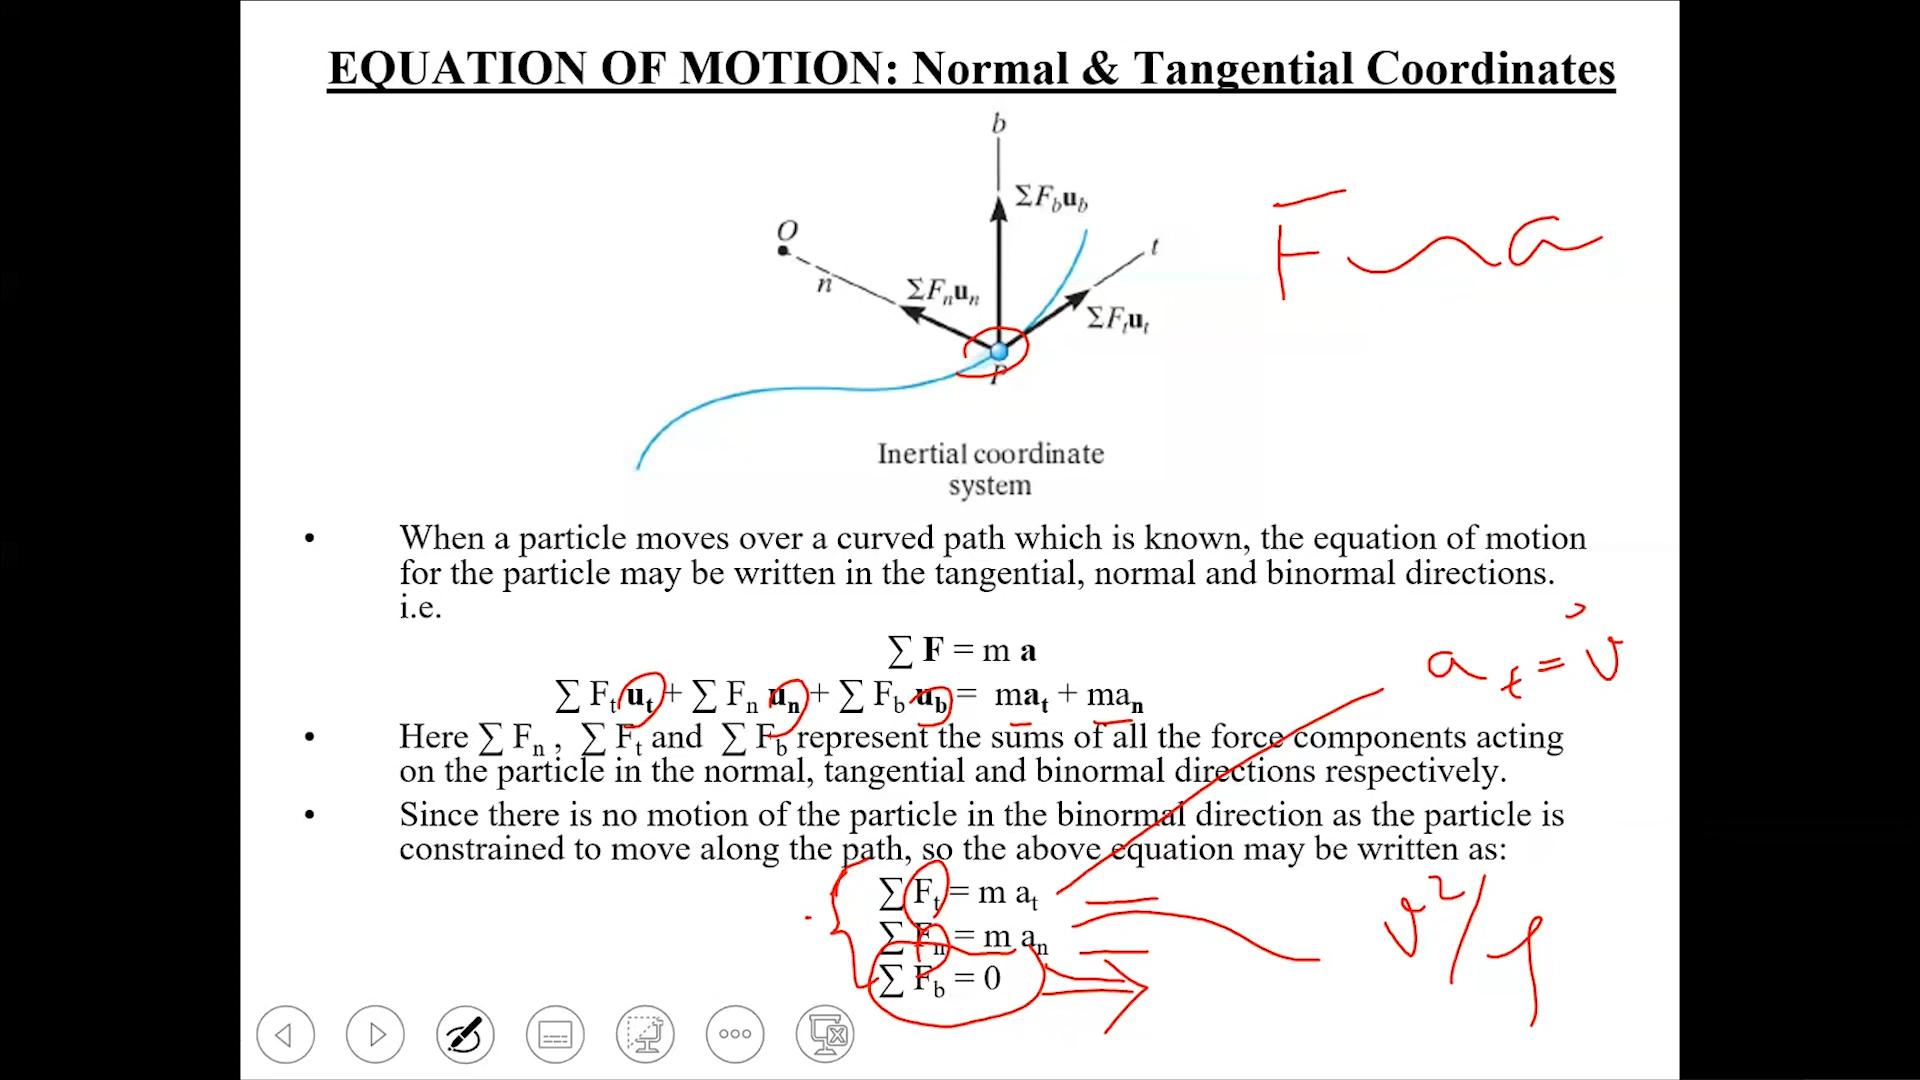 EQUATION OF MOTION: Normal & Tangential Coordinates
b
ΣF_b u_b
O
t
n
ΣF_n u_n
ΣF_t u_t
P
F ~ a
Inertial coordinate
system
• When a particle moves over a curved path which is known, the equation of motion
for the particle may be written in the tangential, normal and binormal directions.
i.e.
∑ F = m a
a_t = v̇
∑ F_t u_t + ∑ F_n u_n + ∑ F_b u_b = ma_t + ma_n
• Here ∑ F_n , ∑ F_t and ∑ F_b represent the sums of all the force components acting
on the particle in the normal, tangential and binormal directions respectively.
• Since there is no motion of the particle in the binormal direction as the particle is
constrained to move along the path, so the above equation may be written as:
∑ F_t = m a_t
∑ F_n = m a_n
v²/ρ
∑ F_b = 0